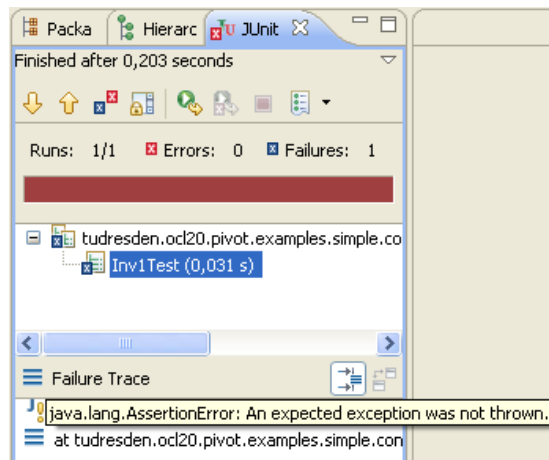 Packa Hierarc JUnit
Finished after 0,203 seconds
Runs: 1/1 Errors: 0 Failures: 1
tudresden.ocl20.pivot.examples.simple.co
Inv1Test (0,031 s)
Failure Trace
java.lang.AssertionError: An expected exception was not thrown.
at tudresden.ocl20.pivot.examples.simple.con